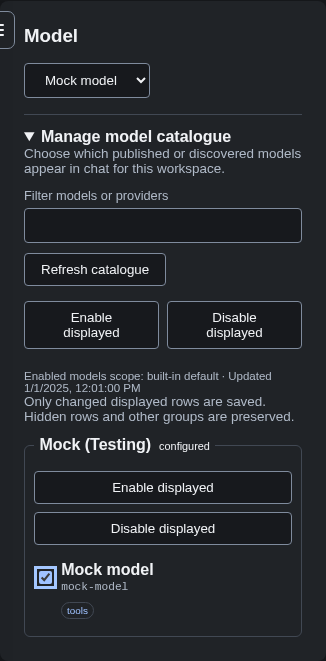 Model
Mock model
Manage model catalogue
Choose which published or discovered models
appear in chat for this workspace.
Filter models or providers
Refresh catalogue
Enable
displayed
Disable
displayed
Enabled models scope: built-in default · Updated
1/1/2025, 12:01:00 PM
Only changed displayed rows are saved.
Hidden rows and other groups are preserved.
Mock (Testing) configured
Enable displayed
Disable displayed
Mock model
mock-model
tools